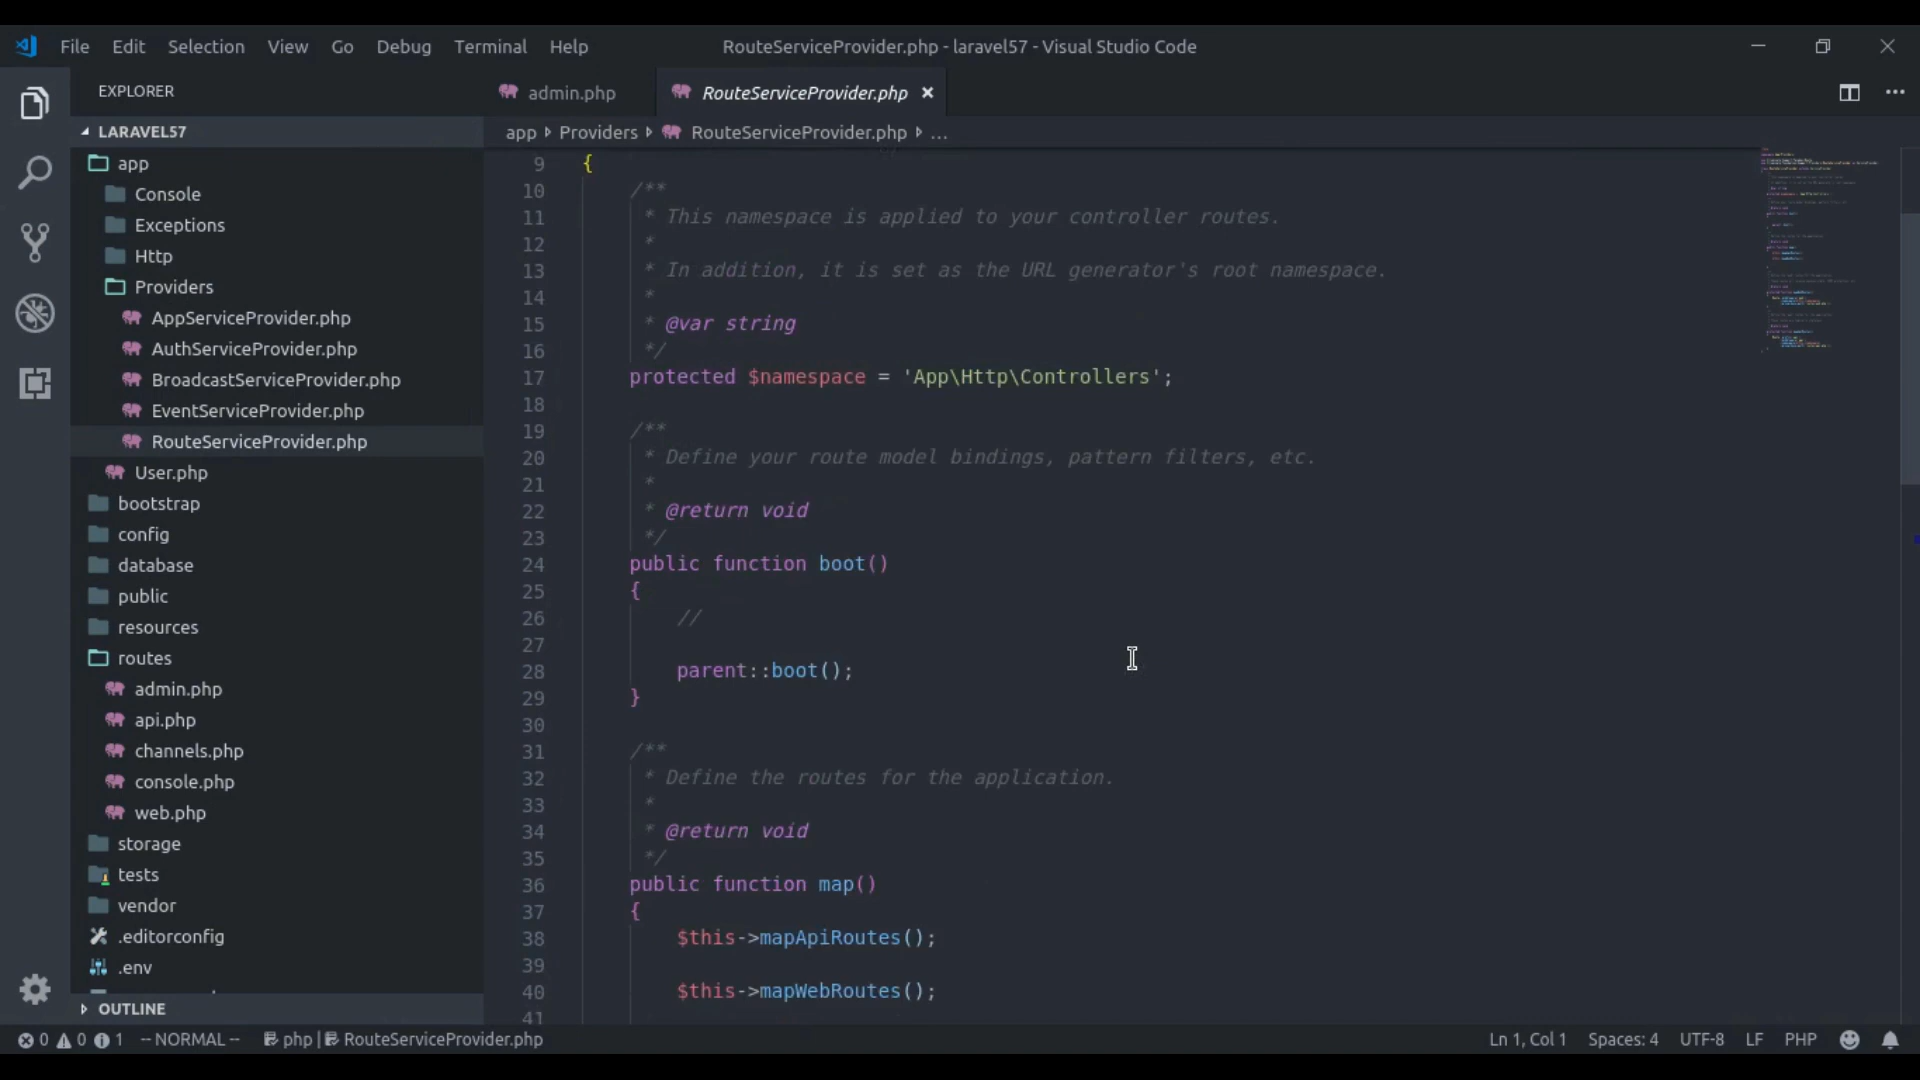 File Edit Selection View Go Debug Terminal Help
RouteServiceProvider.php - laravel57 - Visual Studio Code
EXPLORER
LARAVEL57
app
Console
Exceptions
Http
Providers
AppServiceProvider.php
AuthServiceProvider.php
BroadcastServiceProvider.php
EventServiceProvider.php
RouteServiceProvider.php
User.php
bootstrap
config
database
public
resources
routes
admin.php
api.php
channels.php
console.php
web.php
storage
tests
vendor
.editorconfig
.env
OUTLINE
admin.php
RouteServiceProvider.php
app Providers RouteServiceProvider.php ...
9 {
10 /**
11 * This namespace is applied to your controller routes.
12 *
13 * In addition, it is set as the URL generator's root namespace.
14 *
15 * @var string
16 */
17 protected $namespace = 'App\Http\Controllers';
18
19 /**
20 * Define your route model bindings, pattern filters, etc.
21 *
22 * @return void
23 */
24 public function boot()
25 {
26 //
27
28 parent::boot();
29 }
30
31 /**
32 * Define the routes for the application.
33 *
34 * @return void
35 */
36 public function map()
37 {
38 $this->mapApiRoutes();
39
40 $this->mapWebRoutes();
41
0 0 1 -- NORMAL -- php | RouteServiceProvider.php
Ln 1, Col 1 Spaces: 4 UTF-8 LF PHP